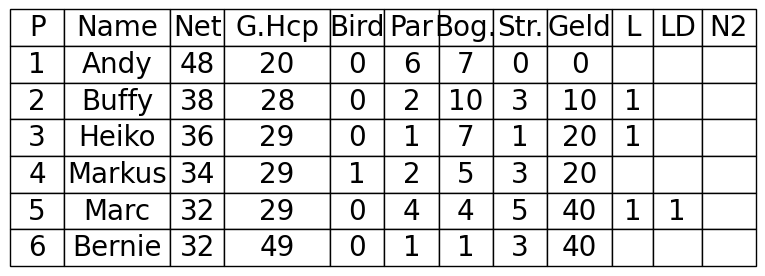 P Name Net G.Hcp Bird Par Bog. Str. Geld L LD N2
1 Andy 48 20 0 6 7 0 0
2 Buffy 38 28 0 2 10 3 10 1
3 Heiko 36 29 0 1 7 1 20 1
4 Markus 34 29 1 2 5 3 20
5 Marc 32 29 0 4 4 5 40 1 1
6 Bernie 32 49 0 1 1 3 40